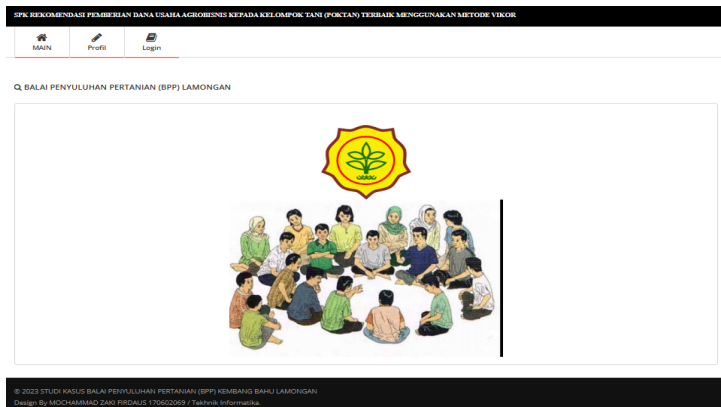 SPK REKOMENDASI PEMBERIAN DANA USAHA AGROBISNIS KEPADA KELOMPOK TANI (POKTAN) TERBAIK MENGGUNAKAN METODE VIKOR
MAIN Profil Login
BALAI PENYULUHAN PERTANIAN (BPP) LAMONGAN
© 2023 STUDI KASUS BALAI PENYULUHAN PERTANIAN (BPP) KEMBANG BAHU LAMONGAN
Design By MOCHAMMAD ZAKI FIRDAUS 170602069 / Tekhnik Informatika.